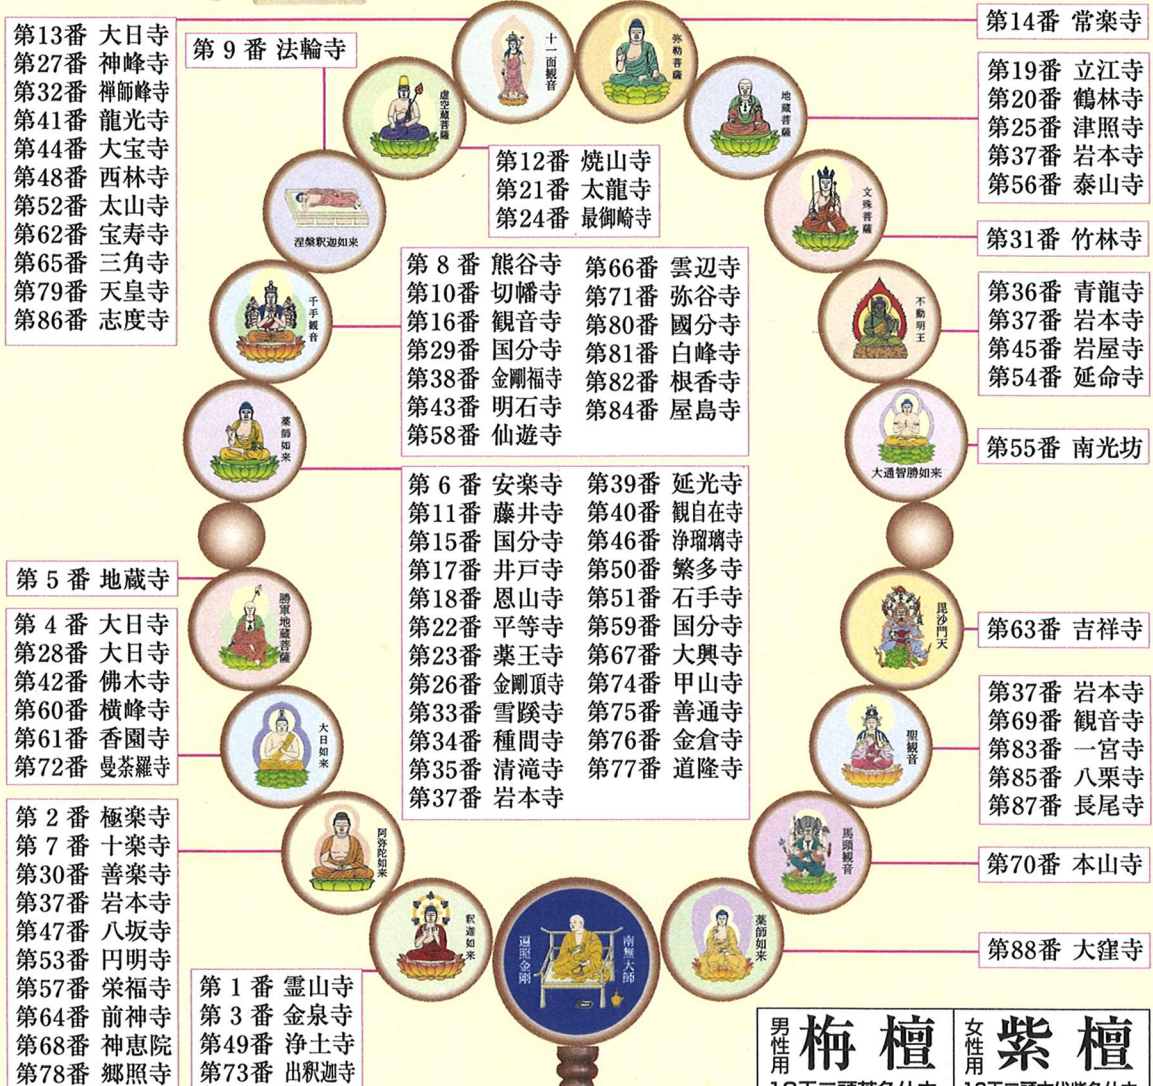 第13番 大日寺
第27番 神峰寺
第32番 禅師峰寺
第41番 龍光寺
第44番 大宝寺
第48番 西林寺
第52番 太山寺
第62番 宝寿寺
第65番 三角寺
第79番 天皇寺
第86番 志度寺
第9番 法輪寺
十一面観音
弥勒菩薩
第14番 常楽寺
虚空蔵菩薩
第12番 焼山寺
第21番 太龍寺
第24番 最御崎寺
地蔵菩薩
第19番 立江寺
第20番 鶴林寺
第25番 津照寺
第37番 岩本寺
第56番 泰山寺
涅槃釈迦如来
文殊菩薩
第31番 竹林寺
千手観音
第8番 熊谷寺
第10番 切幡寺
第16番 観音寺
第29番 国分寺
第38番 金剛福寺
第43番 明石寺
第58番 仙遊寺
第66番 雲辺寺
第71番 弥谷寺
第80番 國分寺
第81番 白峰寺
第82番 根香寺
第84番 屋島寺
不動明王
第36番 青龍寺
第37番 岩本寺
第45番 岩屋寺
第54番 延命寺
薬師如来
第6番 安楽寺
第11番 藤井寺
第15番 国分寺
第17番 井戸寺
第18番 恩山寺
第22番 平等寺
第23番 薬王寺
第26番 金剛頂寺
第33番 雪蹊寺
第34番 種間寺
第35番 清滝寺
第37番 岩本寺
第39番 延光寺
第40番 観自在寺
第46番 浄瑠璃寺
第50番 繁多寺
第51番 石手寺
第59番 国分寺
第67番 大興寺
第74番 甲山寺
第75番 善通寺
第76番 金倉寺
第77番 道隆寺
大通智勝如来
第55番 南光坊
第5番 地蔵寺
勝軍地蔵菩薩
毘沙門天
第63番 吉祥寺
第4番 大日寺
第28番 大日寺
第42番 佛木寺
第60番 横峰寺
第61番 香園寺
第72番 曼荼羅寺
大日如来
聖観音
第37番 岩本寺
第69番 観音寺
第83番 一宮寺
第85番 八栗寺
第87番 長尾寺
第2番 極楽寺
第7番 十楽寺
第30番 善楽寺
第37番 岩本寺
第47番 八坂寺
第53番 円明寺
第57番 栄福寺
第64番 前神寺
第68番 神恵院
第78番 郷照寺
阿弥陀如来
馬頭観音
第70番 本山寺
釈迦如来
第1番 霊山寺
第3番 金泉寺
第49番 浄土寺
第73番 出釈迦寺
南無大師
遍照金剛
薬師如来
第88番 大窪寺
男性用 栴檀
女性用 紫檀